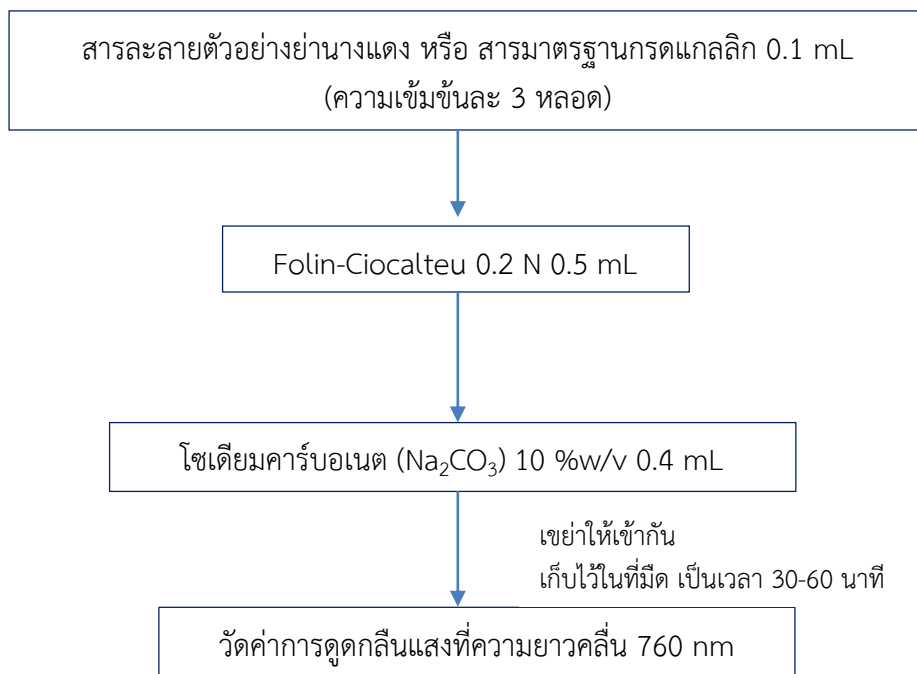 สารละลายตัวอย่างย่านางแดง หรือ สารมาตรฐานกรดแกลลิก 0.1 mL
(ความเข้มข้นละ 3 หลอด)
Folin-Ciocalteu 0.2 N 0.5 mL
โซเดียมคาร์บอเนต (Na₂CO₃) 10 %w/v 0.4 mL
เขย่าให้เข้ากัน
เก็บไว้ในที่มืด เป็นเวลา 30-60 นาที
วัดค่าการดูดกลืนแสงที่ความยาวคลื่น 760 nm